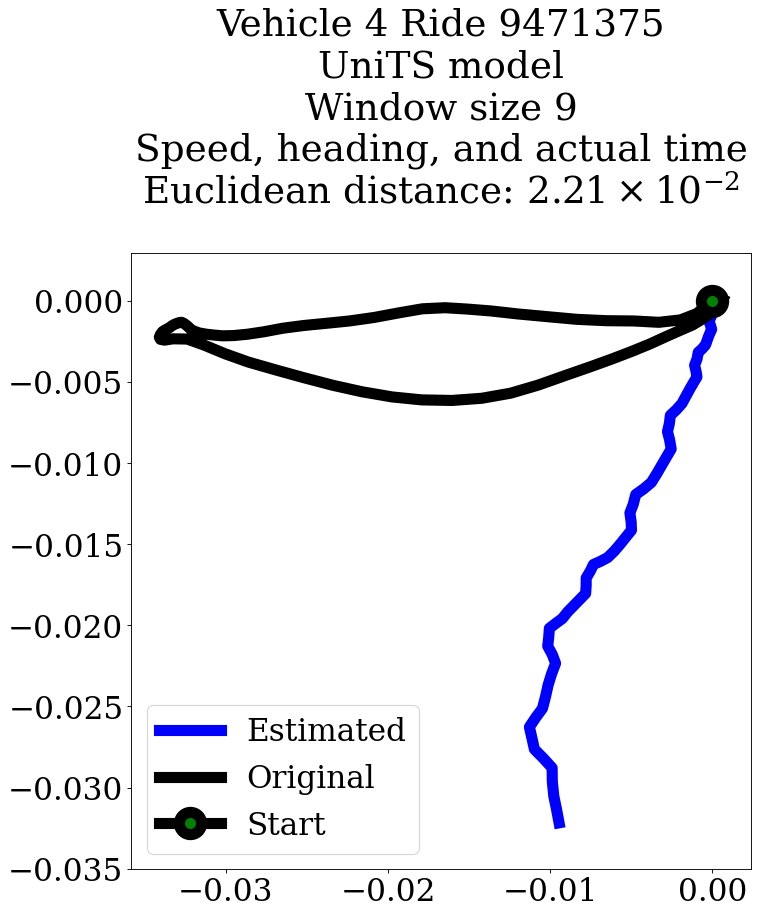 Vehicle 4 Ride 9471375
UniTS model
Window size 9
Speed, heading, and actual time
Euclidean distance: 2.21 × 10⁻²
0.000
−0.005
−0.010
−0.015
−0.020
−0.025
−0.030
−0.035
Estimated
Original
Start
−0.03 −0.02 −0.01 0.00